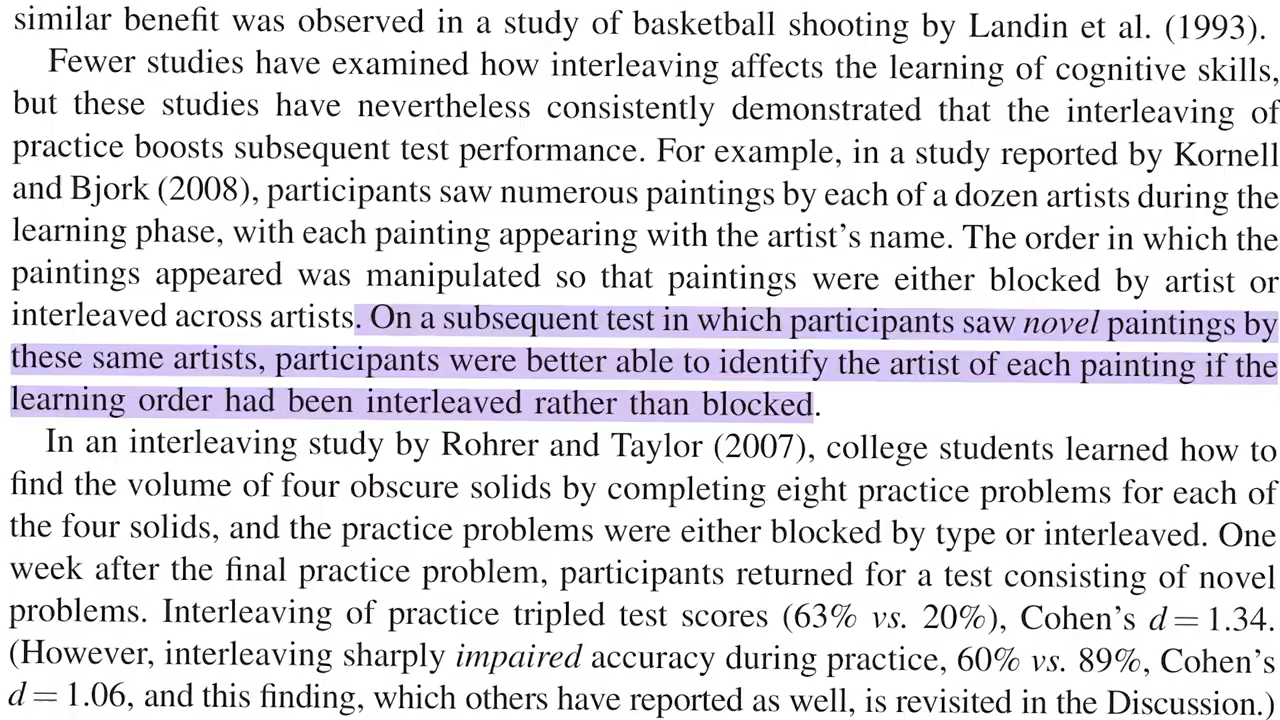 similar benefit was observed in a study of basketball shooting by Landin et al. (1993).
Fewer studies have examined how interleaving affects the learning of cognitive skills,
but these studies have nevertheless consistently demonstrated that the interleaving of
practice boosts subsequent test performance. For example, in a study reported by Kornell
and Bjork (2008), participants saw numerous paintings by each of a dozen artists during the
learning phase, with each painting appearing with the artist's name. The order in which the
paintings appeared was manipulated so that paintings were either blocked by artist or
interleaved across artists. On a subsequent test in which participants saw novel paintings by
these same artists, participants were better able to identify the artist of each painting if the
learning order had been interleaved rather than blocked.
In an interleaving study by Rohrer and Taylor (2007), college students learned how to
find the volume of four obscure solids by completing eight practice problems for each of
the four solids, and the practice problems were either blocked by type or interleaved. One
week after the final practice problem, participants returned for a test consisting of novel
problems. Interleaving of practice tripled test scores (63% vs. 20%), Cohen's d = 1.34.
(However, interleaving sharply impaired accuracy during practice, 60% vs. 89%, Cohen's
d = 1.06, and this finding, which others have reported as well, is revisited in the Discussion.)